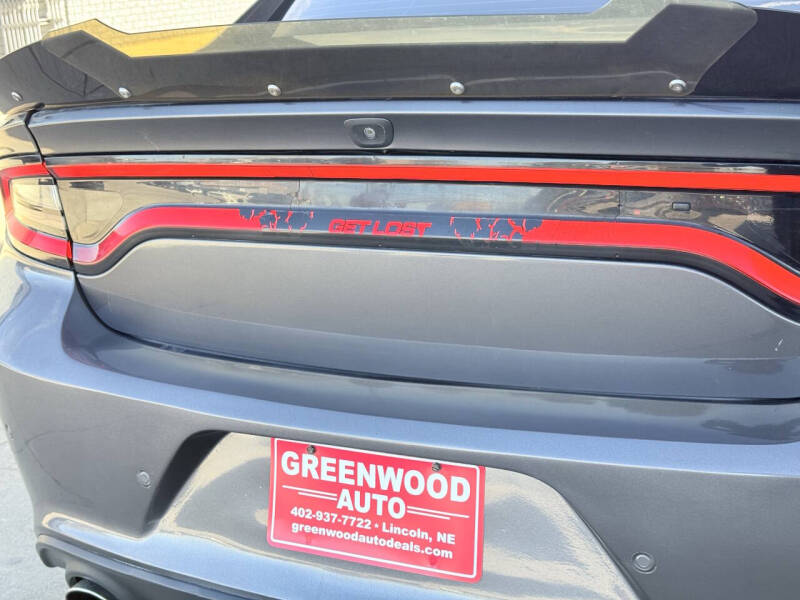 GET LOST
GREENWOOD
AUTO
402-937-7722 • Lincoln, NE
greenwoodautodeals.com